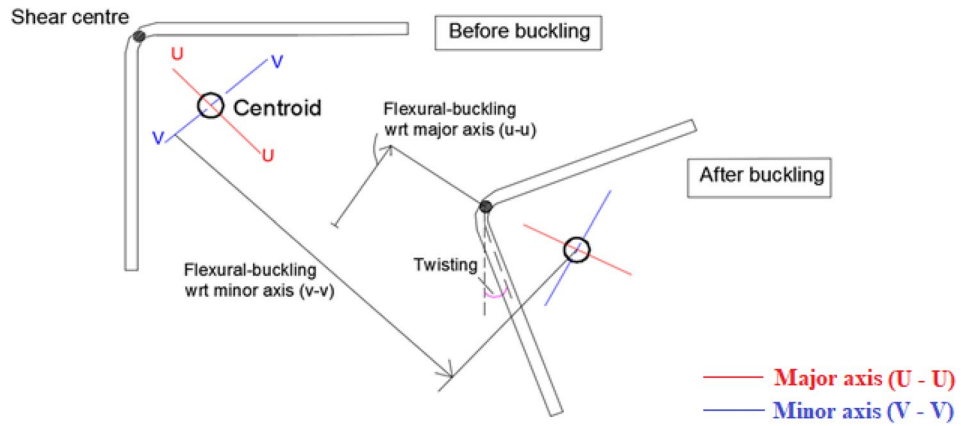 Shear centre
Before buckling
U
V
Centroid
V
U
Flexural-buckling
wrt major axis (u-u)
After buckling
Flexural-buckling
wrt minor axis (v-v)
Twisting
Major axis (U - U)
Minor axis (V - V)